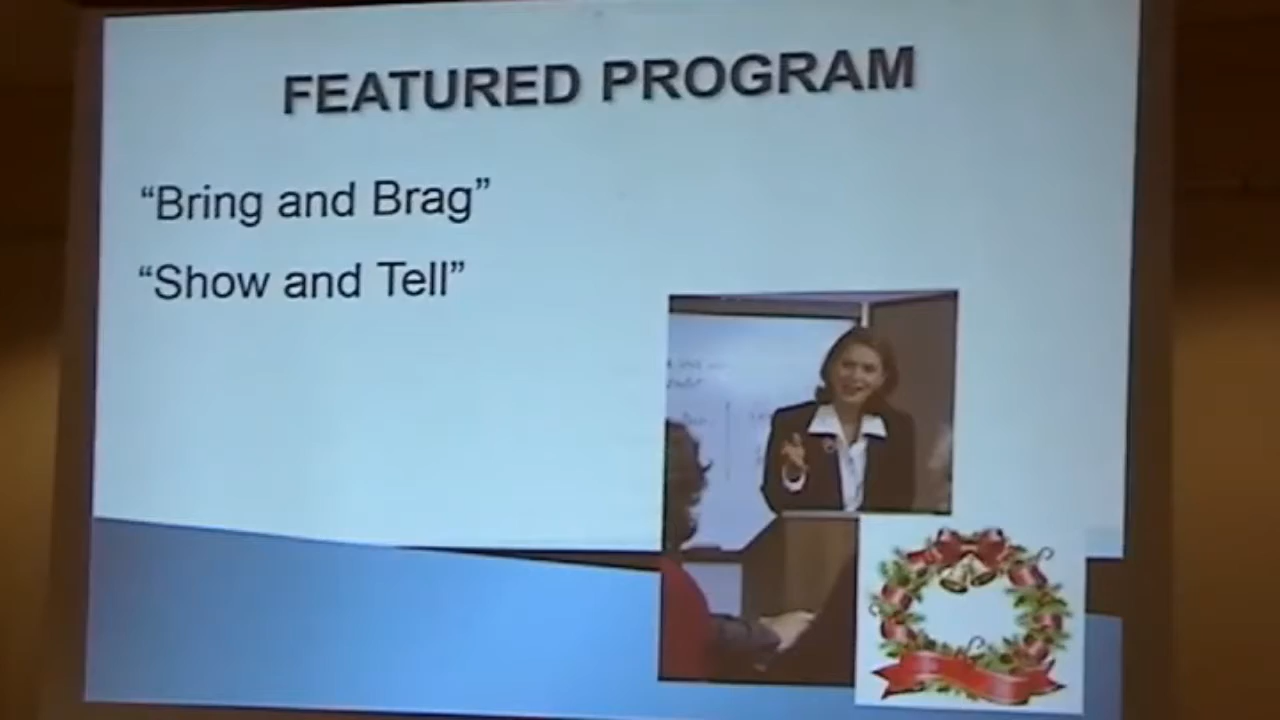 FEATURED PROGRAM
“Bring and Brag”
“Show and Tell”